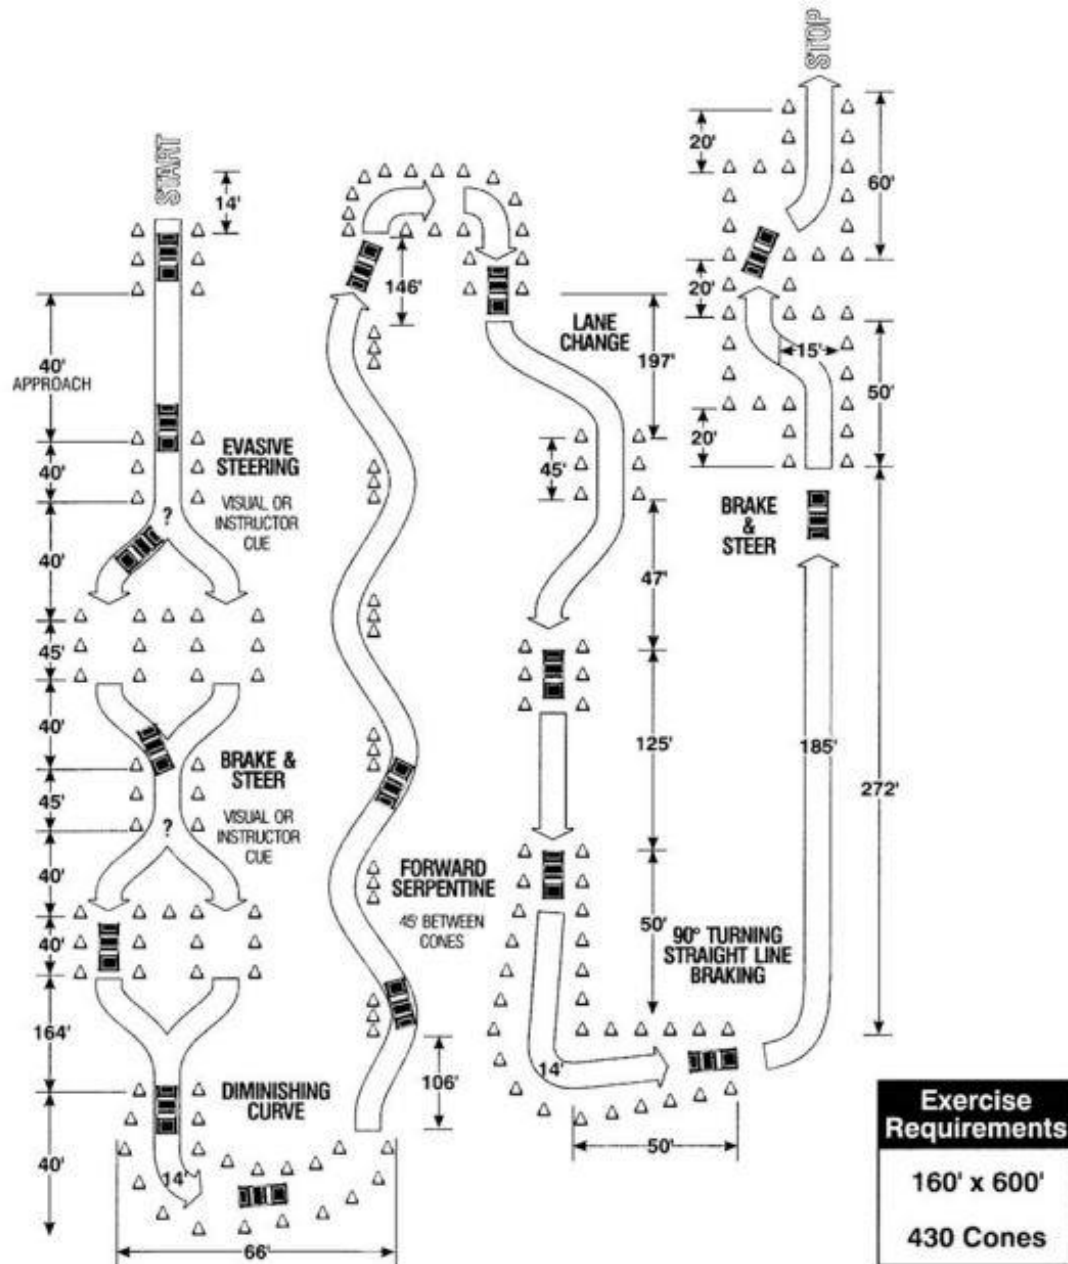 START
14'
40'
APPROACH
40'
EVASIVE
STEERING
VISUAL OR
INSTRUCTOR
CUE
?
40'
45'
40'
BRAKE &
STEER
VISUAL OR
INSTRUCTOR
CUE
45'
?
40'
40'
164'
DIMINISHING
CURVE
40'
14'
66'
146'
FORWARD
SERPENTINE
45' BETWEEN
CONES
106'
LANE
CHANGE
197'
45'
47'
125'
50'
90° TURNING
STRAIGHT LINE
BRAKING
14'
50'
STOP
20'
60'
20'
15'
50'
20'
BRAKE
&
STEER
185'
272'
Exercise
Requirements
160' x 600'
430 Cones